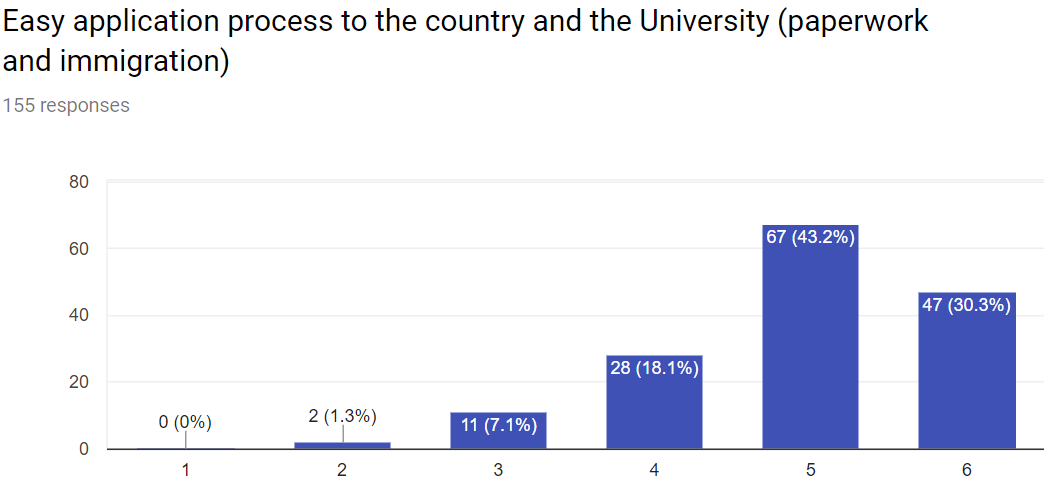 Easy application process to the country and the University (paperwork
and immigration)
155 responses
80
60
40
20
0
0 (0%)
2 (1.3%)
11 (7.1%)
28 (18.1%)
67 (43.2%)
47 (30.3%)
1 2 3 4 5 6